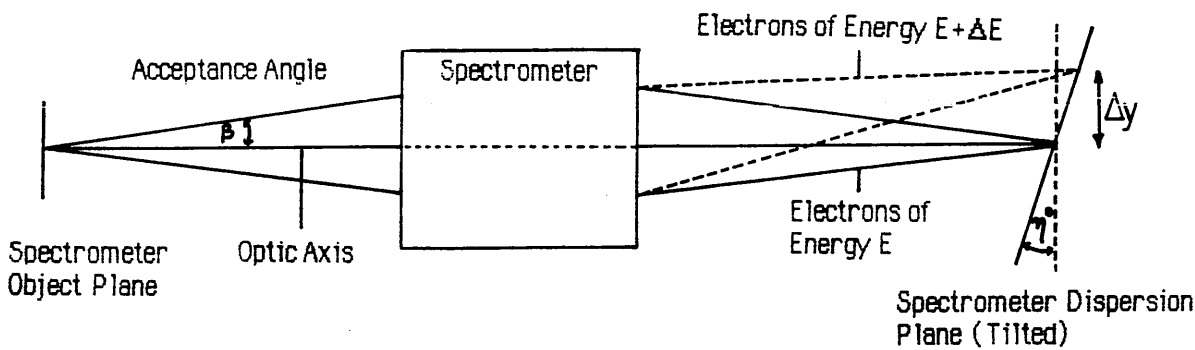 Electrons of Energy E+ΔE
Acceptance Angle
Spectrometer
β
Δy
Spectrometer
Object Plane
Optic Axis
Electrons of
Energy E
η°
Spectrometer Dispersion
Plane (Tilted)